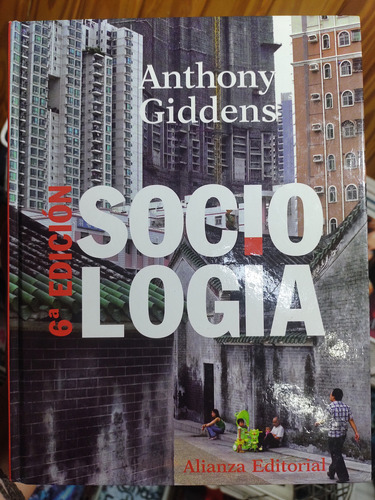 Anthony
Giddens
6ª EDICIÓN
SOCIO
LOGIA
Alianza Editorial